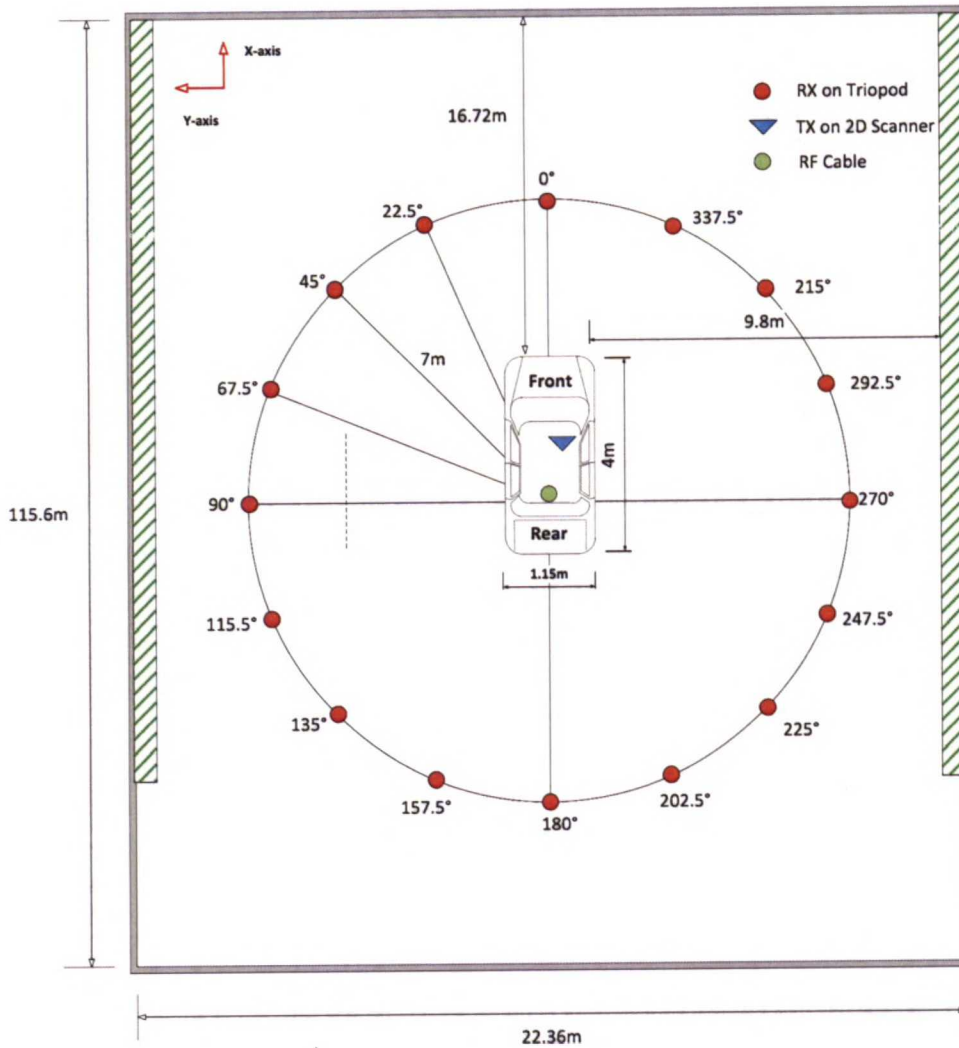 X-axis
Y-axis
16.72m
RX on Triopod
TX on 2D Scanner
RF Cable
0°
22.5°
337.5°
45°
215°
9.8m
7m
67.5°
Front
292.5°
4m
115.6m
90°
270°
Rear
1.15m
115.5°
247.5°
135°
225°
157.5°
202.5°
180°
22.36m